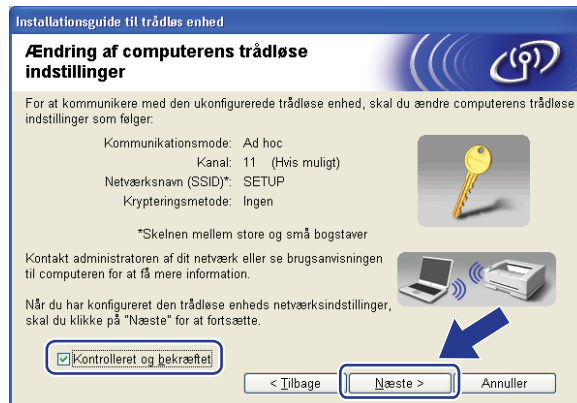 Installationsguide til trådløs enhed
Ændring af computerens trådløse
indstillinger
For at kommunikere med den ukonfigurerede trådløse enhed, skal du ændre computerens trådløse
indstillinger som følger:
Kommunikationsmode: Ad hoc
Kanal: 11 (Hvis muligt)
Netværksnavn (SSID)*: SETUP
Krypteringsmetode: Ingen
*Skelnen mellem store og små bogstaver
Kontakt administratoren af dit netværk eller se brugsanvisningen
til computeren for at få mere information.
Når du har konfigureret den trådløse enheds netværksindstillinger,
skal du klikke på "Næste" for at fortsætte.
Kontrolleret og bekræftet
< Tilbage Næste > Annuller